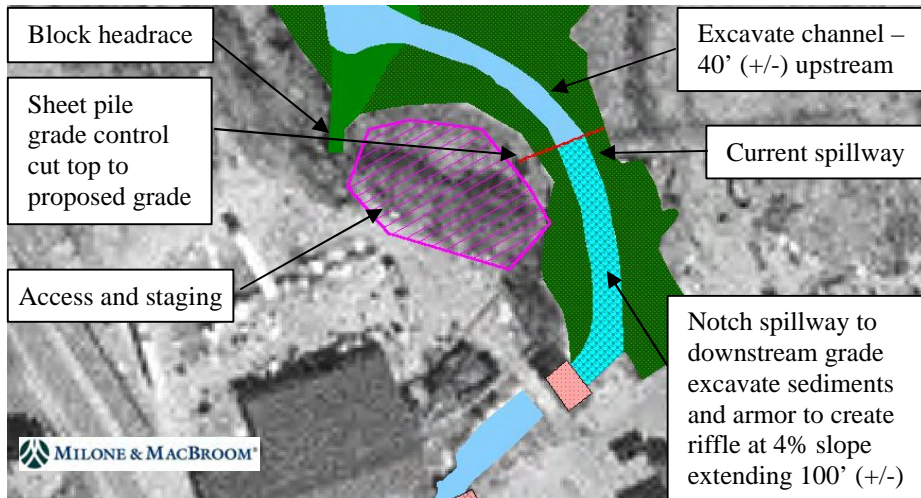 Block headrace
Sheet pile
grade control
cut top to
proposed grade
Access and staging
Excavate channel –
40’ (+/-) upstream
Current spillway
Notch spillway to
downstream grade
excavate sediments
and armor to create
riffle at 4% slope
extending 100’ (+/-)
MILONE & MACBROOM®